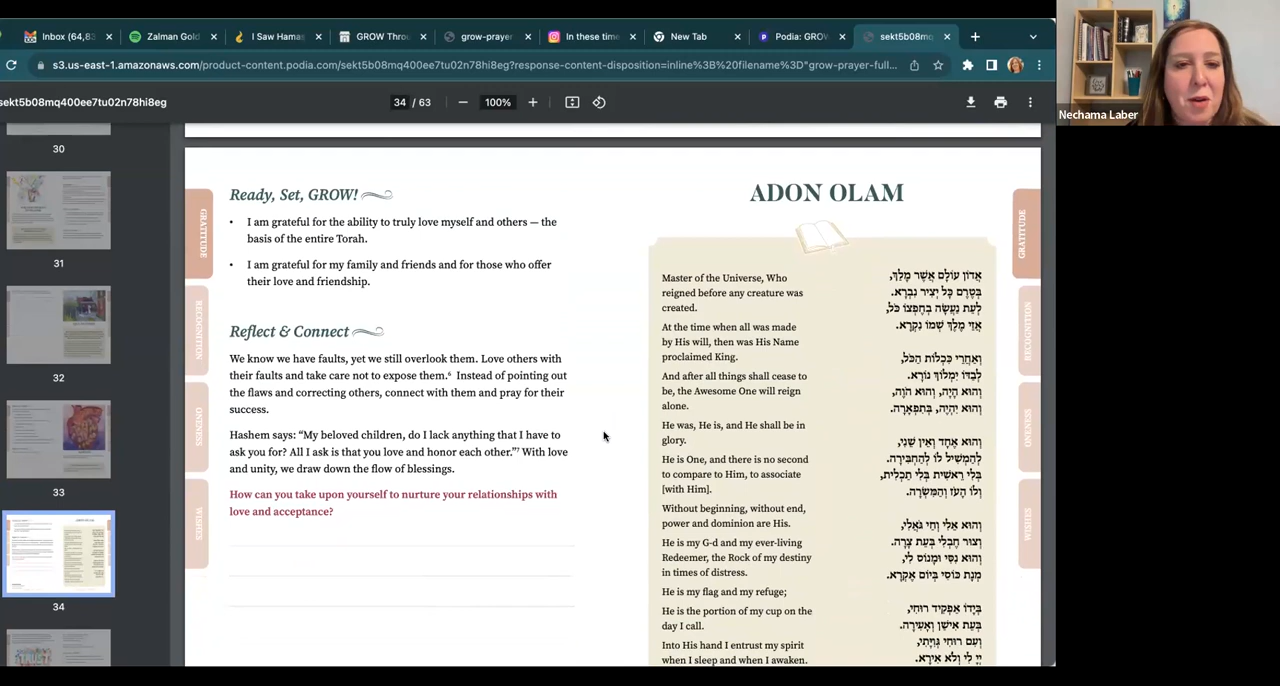 Inbox (64,83
Zalman Gold
I Saw Hamas
GROW Throu
grow-prayer
In these time
New Tab
Podia: GROW
sekt5b08mq
s3.us-east-1.amazonaws.com/product-content.podia.com/sekt5b08mq400ee7tu02n78hi8eg?response-content-disposition=inline%3B%20filename%3D"grow-prayer-full...
Nechama Laber
sekt5b08mq400ee7tu02n78hi8eg
34 / 63
100%
30
31
32
33
34
GRATITUDE
RECOGNITION
ONENESS
WISHES
Ready, Set, GROW!
• I am grateful for the ability to truly love myself and others — the
basis of the entire Torah.
• I am grateful for my family and friends and for those who offer
their love and friendship.
Reflect & Connect
We know we have faults, yet we still overlook them. Love others with
their faults and take care not to expose them.⁶ Instead of pointing out
the flaws and correcting others, connect with them and pray for their
success.
Hashem says: “My beloved children, do I lack anything that I have to
ask you for? All I ask is that you love and honor each other.”⁷ With love
and unity, we draw down the flow of blessings.
How can you take upon yourself to nurture your relationships with
love and acceptance?
ADON OLAM
Master of the Universe, Who
reigned before any creature was
created.
At the time when all was made
by His will, then was His Name
proclaimed King.
And after all things shall cease to
be, the Awesome One will reign
alone.
He was, He is, and He shall be in
glory.
He is One, and there is no second
to compare to Him, to associate
[with Him].
Without beginning, without end,
power and dominion are His.
He is my G-d and my ever-living
Redeemer, the Rock of my destiny
in times of distress.
He is my flag and my refuge;
He is the portion of my cup on the
day I call.
Into His hand I entrust my spirit
when I sleep and when I awaken.
אֲדוֹן עוֹלָם אֲשֶׁר מָלַךְ,
בְּטֶרֶם כָּל יְצִיר נִבְרָא.
לְעֵת נַעֲשָׂה בְחֶפְצוֹ כֹּל,
אֲזַי מֶלֶךְ שְׁמוֹ נִקְרָא.
וְאַחֲרֵי כִּכְלוֹת הַכֹּל,
לְבַדּוֹ יִמְלוֹךְ נוֹרָא.
וְהוּא הָיָה, וְהוּא הֹוֶה,
וְהוּא יִהְיֶה, בְּתִפְאָרָה.
וְהוּא אֶחָד וְאֵין שֵׁנִי,
לְהַמְשִׁיל לוֹ לְהַחְבִּירָה.
בְּלִי רֵאשִׁית בְּלִי תַכְלִית,
וְלוֹ הָעֹז וְהַמִּשְׂרָה.
וְהוּא אֵלִי וְחַי גֹּאֲלִי,
וְצוּר חֶבְלִי בְּעֵת צָרָה.
וְהוּא נִסִּי וּמָנוֹס לִי,
מְנָת כּוֹסִי בְּיוֹם אֶקְרָא.
בְּיָדוֹ אַפְקִיד רוּחִי,
בְּעֵת אִישַׁן וְאָעִירָה.
וְעִם רוּחִי גְּוִיָּתִי,
יְיָ לִי וְלֹא אִירָא.
GRATITUDE
RECOGNITION
ONENESS
WISHES